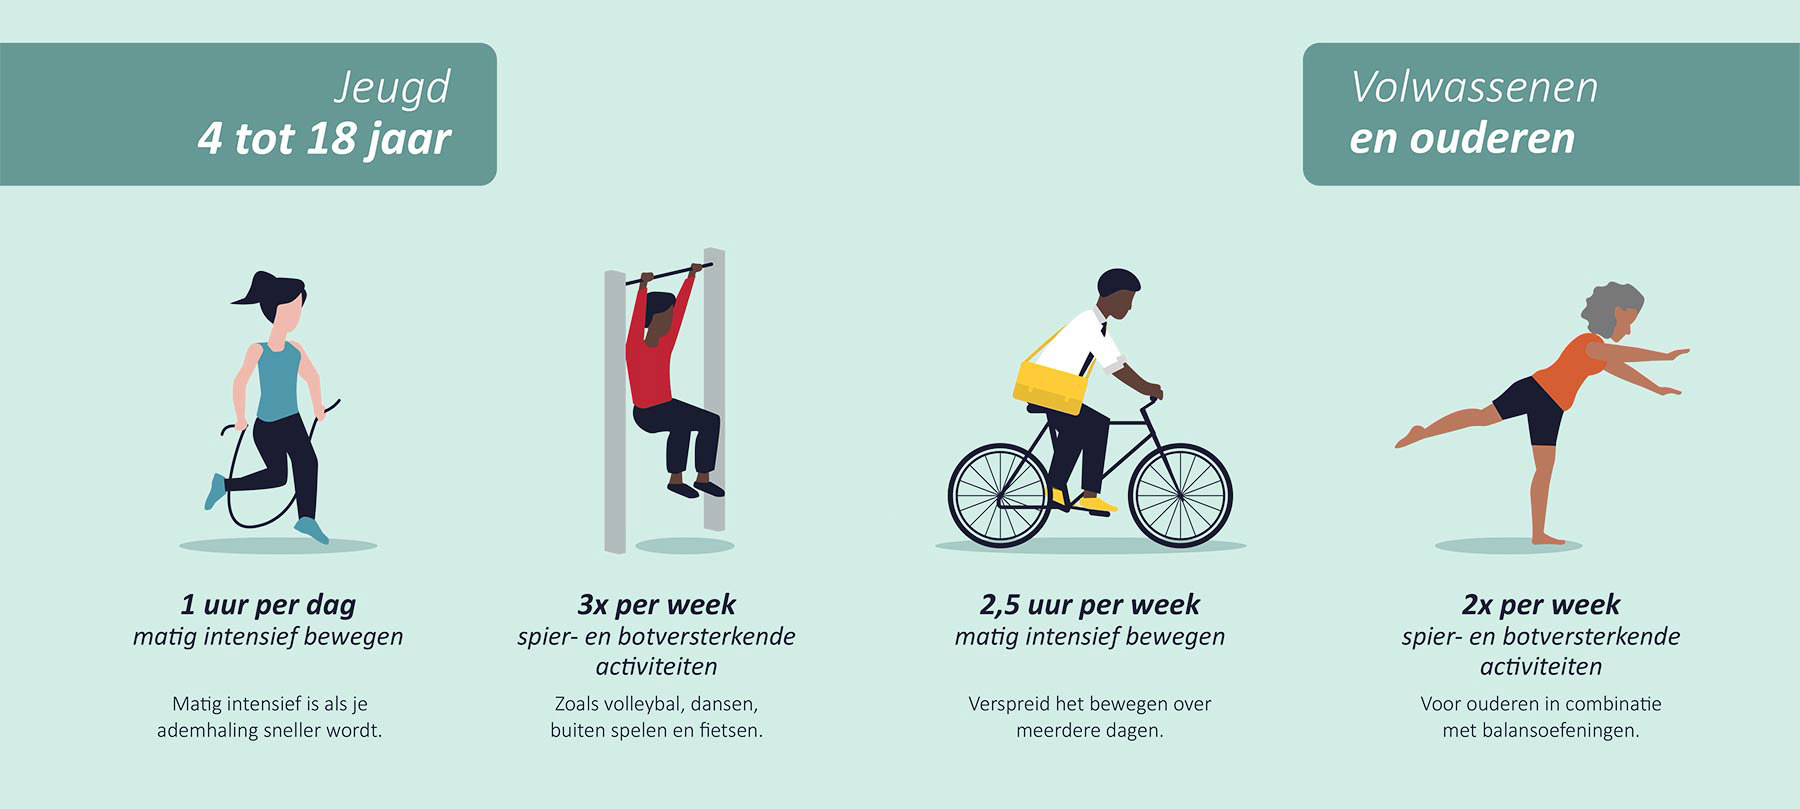 Jeugd
4 tot 18 jaar
Volwassenen
en ouderen
1 uur per dag
matig intensief bewegen
Matig intensief is als je
ademhaling sneller wordt.
3x per week
spier- en botversterkende
activiteiten
Zoals volleybal, dansen,
buiten spelen en fietsen.
2,5 uur per week
matig intensief bewegen
Verspreid het bewegen over
meerdere dagen.
2x per week
spier- en botversterkende
activiteiten
Voor ouderen in combinatie
met balansoefeningen.